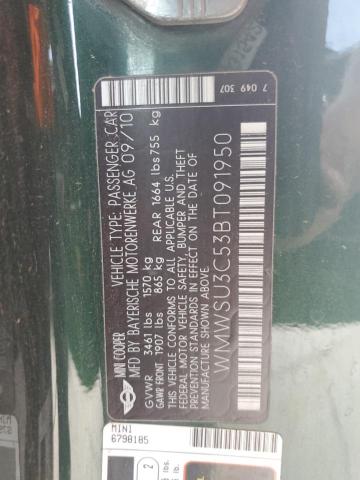 7 049 307
VEHICLE TYPE: PASSENGER CAR
MFD BY BAYERISCHE MOTORENWERKE AG 09/10
MINI COOPER
GVWR 3461 lbs 1570 kg
GAWR FRONT 1907 lbs 865 kg REAR 1664 lbs 755 kg
THIS VEHICLE CONFORMS TO ALL APPLICABLE U.S.
FEDERAL MOTOR VEHICLE SAFETY, BUMPER AND THEFT
PREVENTION STANDARDS IN EFFECT ON THE DATE OF
MANUFACTURE SHOWN ABOVE.
WMWSU3C53BT091950
MINI
6798185
2